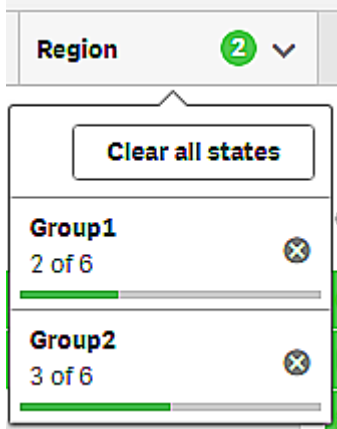 Region 2
Clear all states
Group1
2 of 6
Group2
3 of 6